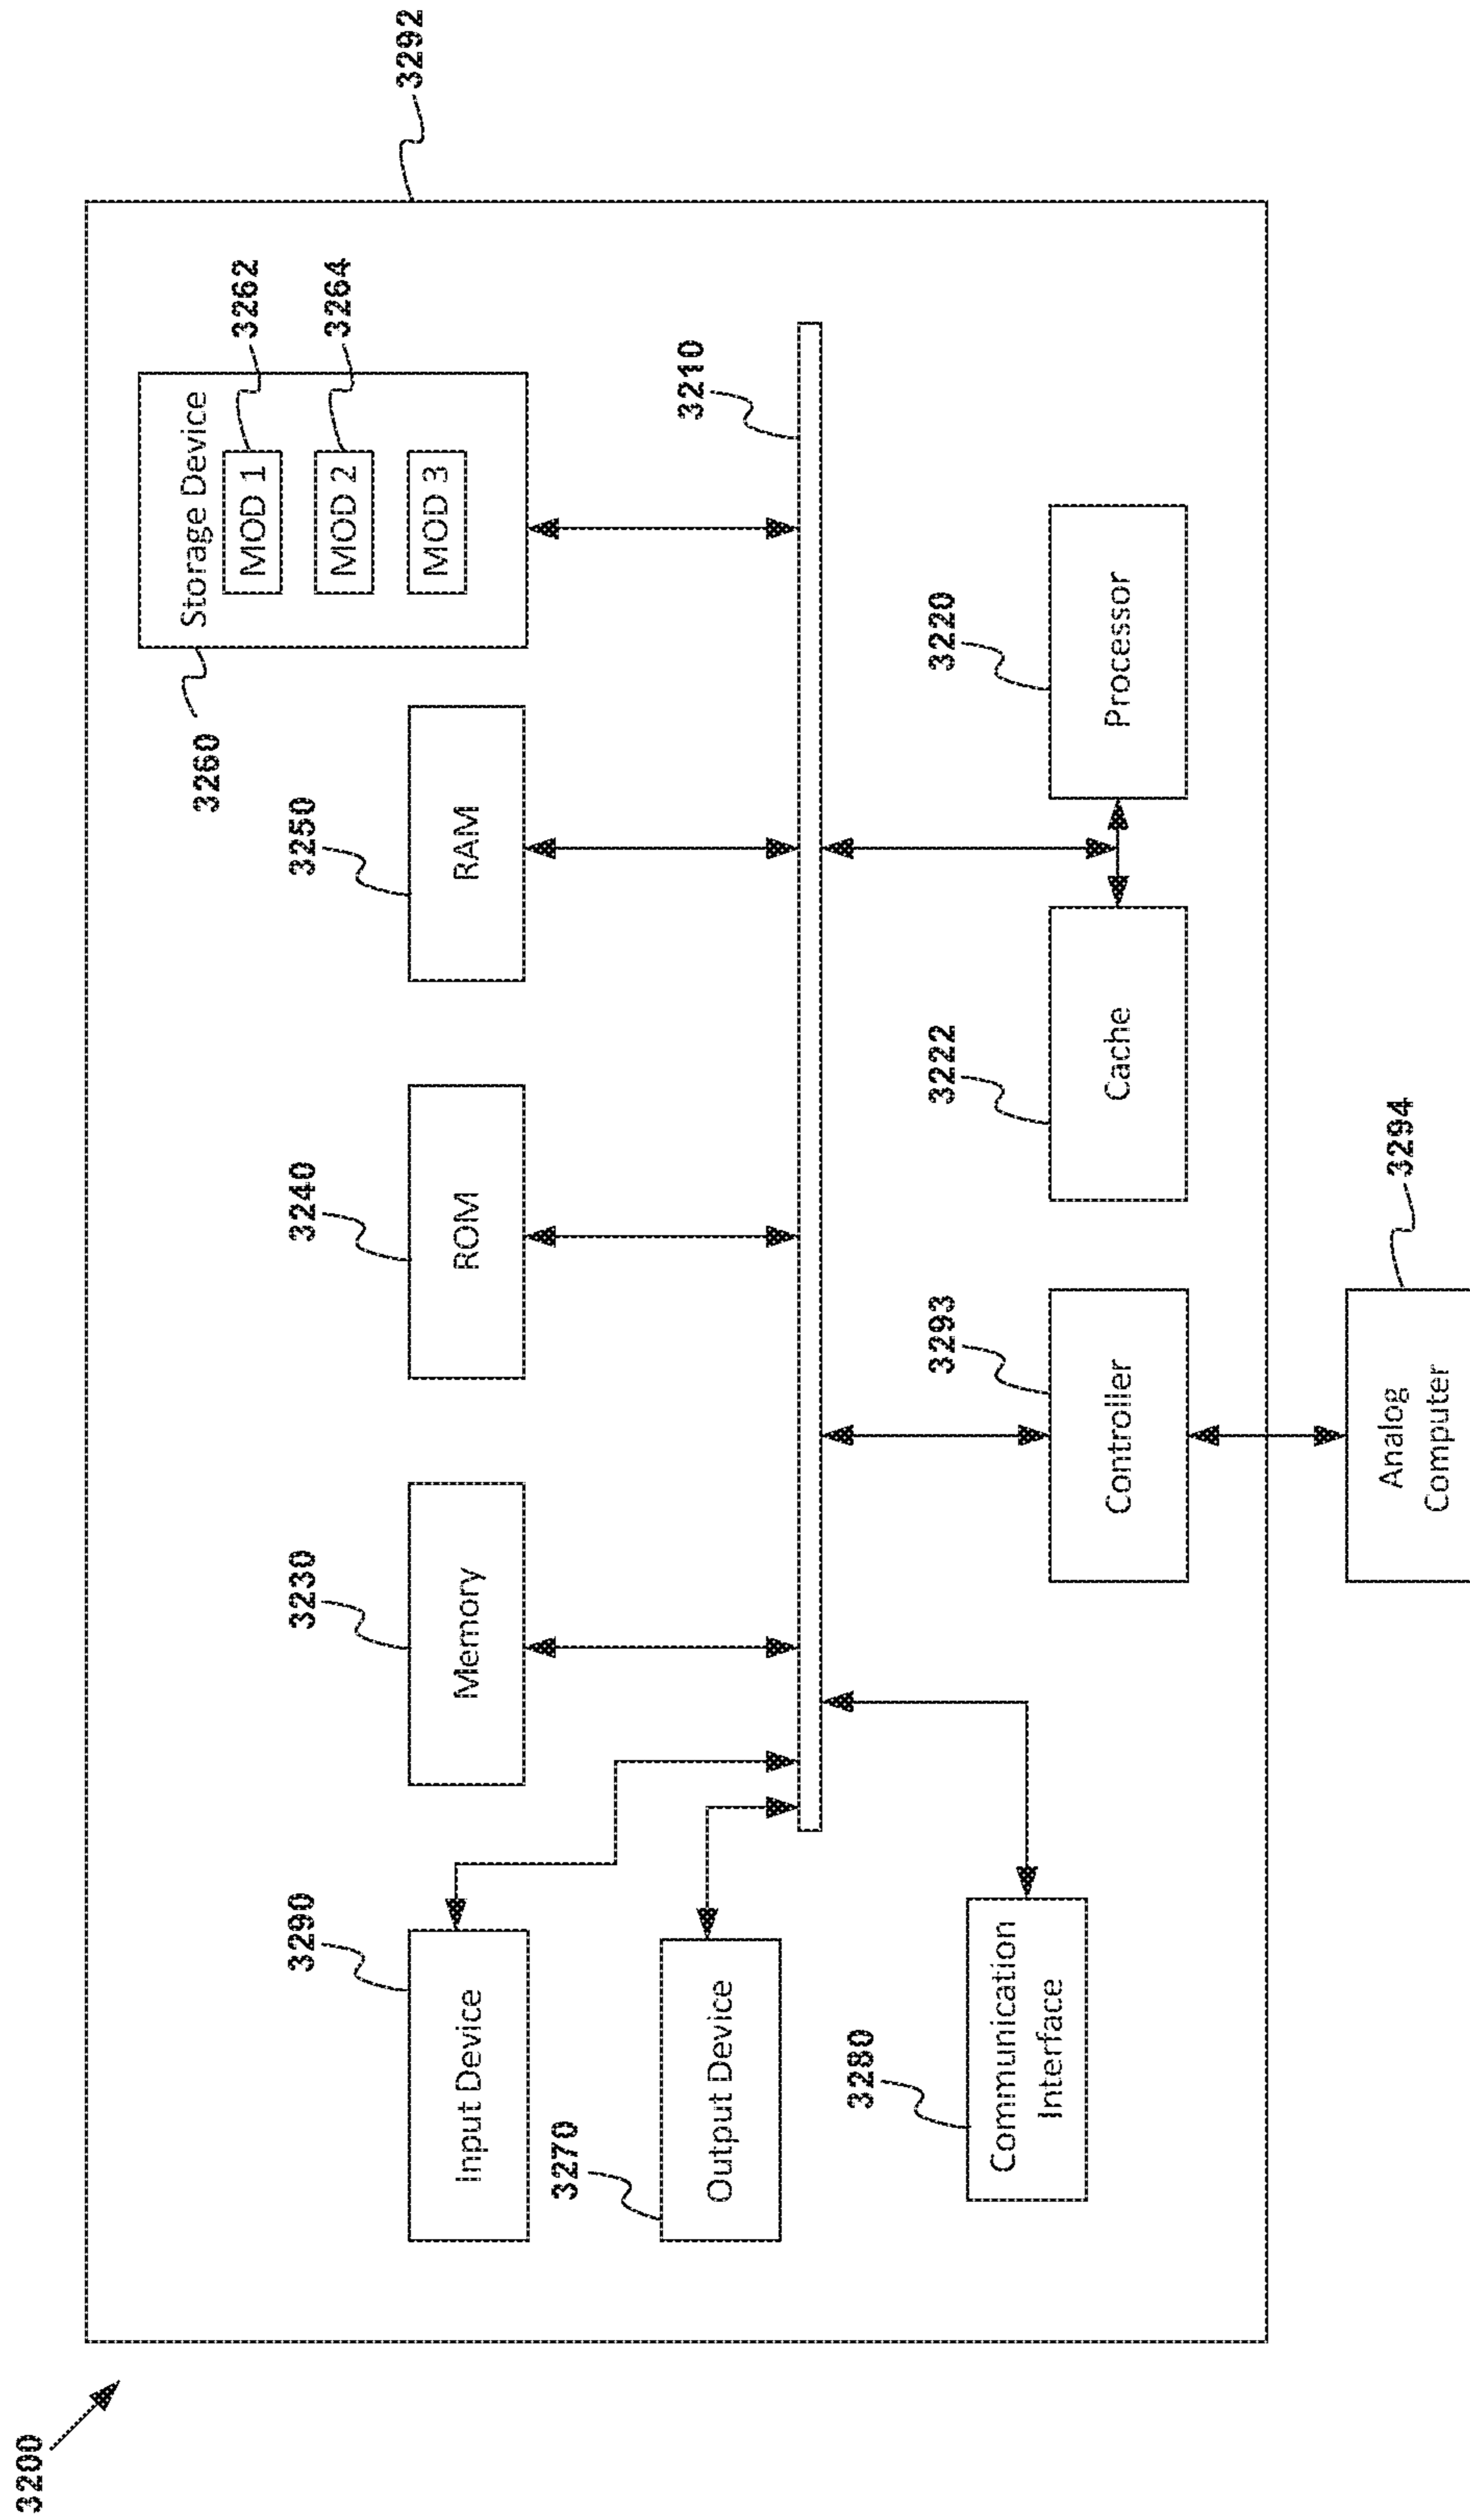 3200
3292
3290
Input Device
3270
Output Device
3280
Communication
Interface
3230
Memory
3240
ROM
3250
RAM
3260
Storage Device
MOD 1
3262
MOD 2
3264
MOD 3
3210
3293
Controller
3222
Cache
3220
Processor
Analog
Computer
3294